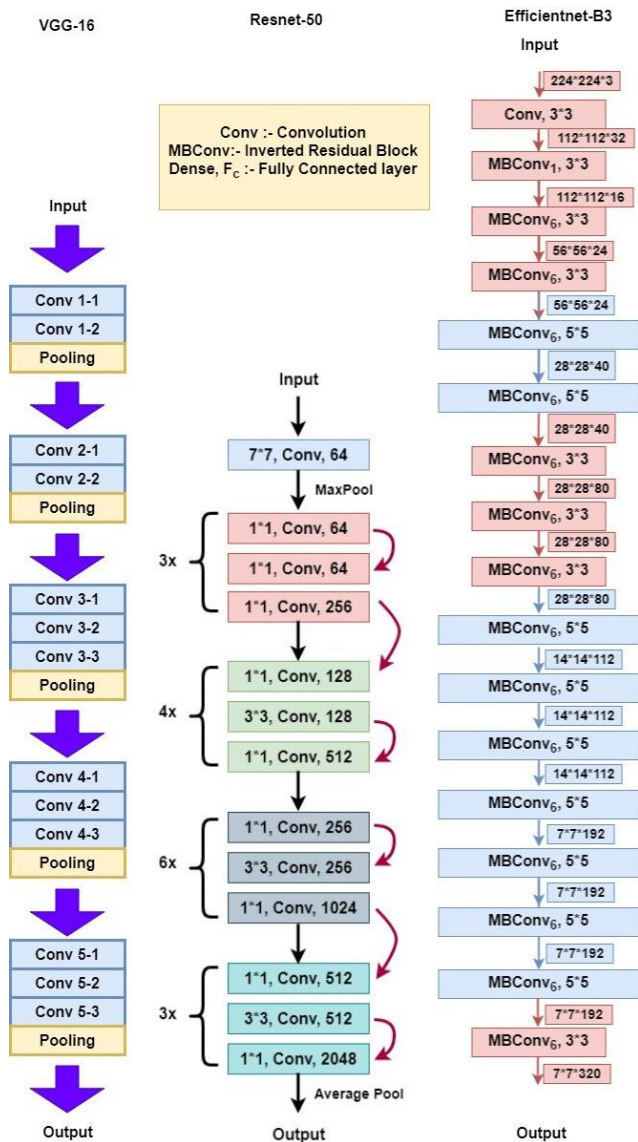 VGG-16
Input
Conv 1-1
Conv 1-2
Pooling
Conv 2-1
Conv 2-2
Pooling
Conv 3-1
Conv 3-2
Conv 3-3
Pooling
Conv 4-1
Conv 4-2
Conv 4-3
Pooling
Conv 5-1
Conv 5-2
Conv 5-3
Pooling
Output
Resnet-50
Conv :- Convolution
MBConv:- Inverted Residual Block
Dense, F_C :- Fully Connected layer
Input
7*7, Conv, 64
MaxPool
3x
1*1, Conv, 64
1*1, Conv, 64
1*1, Conv, 256
4x
1*1, Conv, 128
3*3, Conv, 128
1*1, Conv, 512
6x
1*1, Conv, 256
3*3, Conv, 256
1*1, Conv, 1024
3x
1*1, Conv, 512
3*3, Conv, 512
1*1, Conv, 2048
Average Pool
Output
Efficientnet-B3
Input
224*224*3
Conv, 3*3
112*112*32
MBConv₁, 3*3
112*112*16
MBConv₆, 3*3
56*56*24
MBConv₆, 3*3
56*56*24
MBConv₆, 5*5
28*28*40
MBConv₆, 5*5
28*28*40
MBConv₆, 3*3
28*28*80
MBConv₆, 3*3
28*28*80
MBConv₆, 3*3
28*28*80
MBConv₆, 5*5
14*14*112
MBConv₆, 5*5
14*14*112
MBConv₆, 5*5
14*14*112
MBConv₆, 5*5
7*7*192
MBConv₆, 5*5
7*7*192
MBConv₆, 5*5
7*7*192
MBConv₆, 5*5
7*7*192
MBConv₆, 3*3
7*7*320
Output